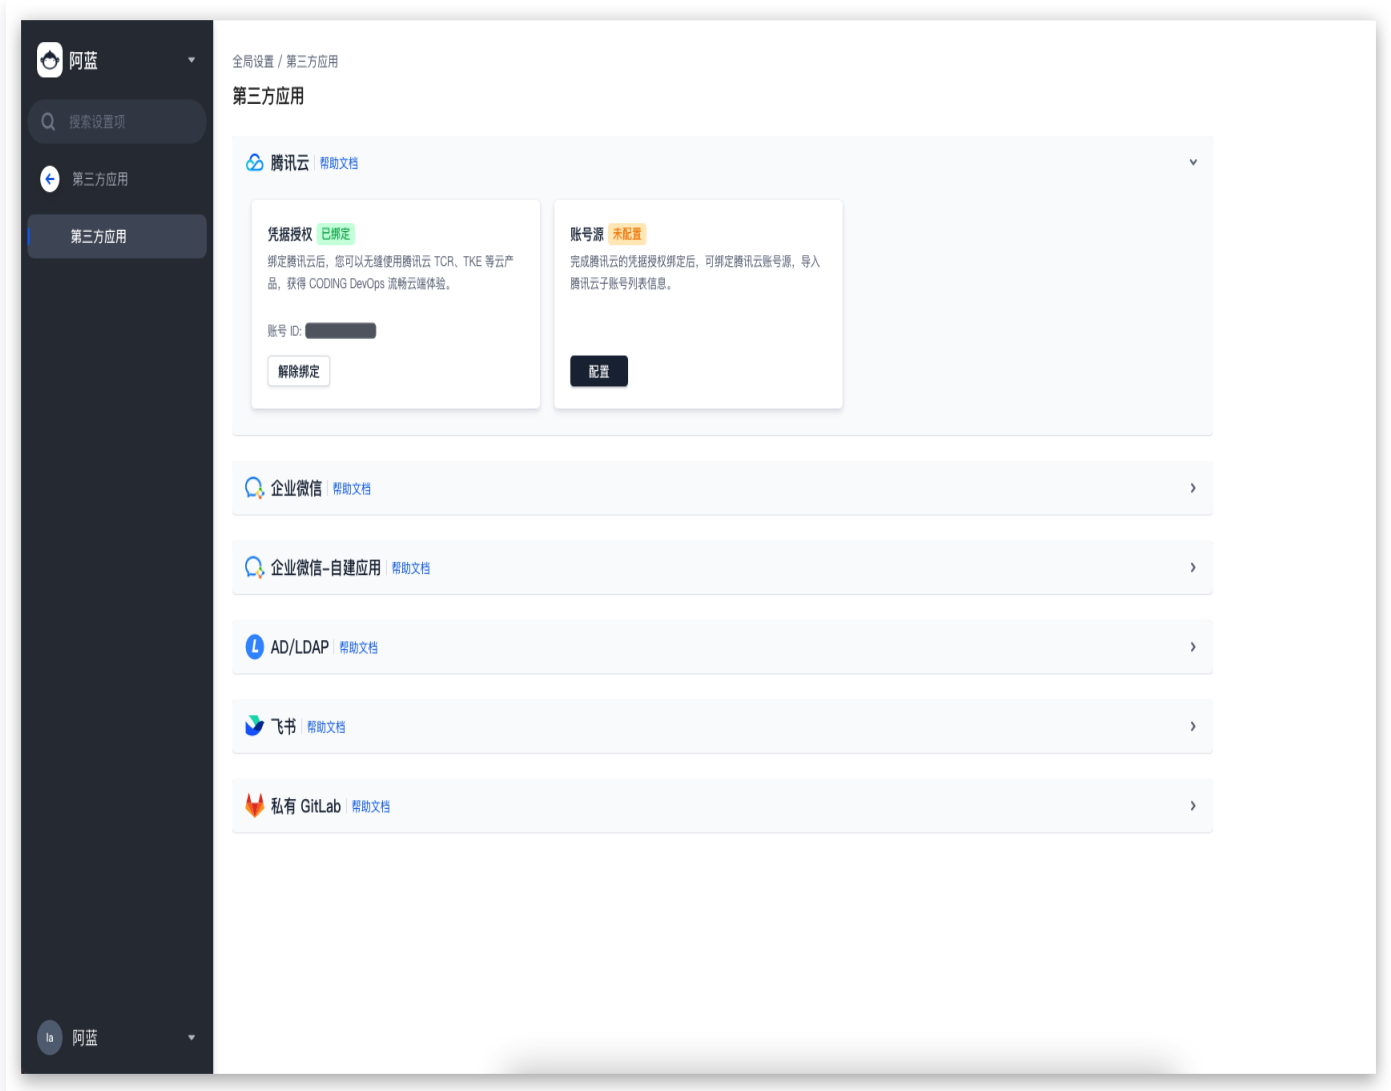 阿蓝
搜索设置项
第三方应用
第三方应用
全局设置 / 第三方应用
第三方应用
腾讯云 帮助文档
凭据授权 已绑定
绑定腾讯云后，您可以无缝使用腾讯云 TCR、TKE 等云产
品，获得 CODING DevOps 流畅云端体验。
账号 ID:
解除绑定
账号源 未配置
完成腾讯云的凭据授权绑定后，可绑定腾讯云账号源，导入
腾讯云子账号列表信息。
配置
企业微信 帮助文档
企业微信-自建应用 帮助文档
AD/LDAP 帮助文档
飞书 帮助文档
私有 GitLab 帮助文档
la 阿蓝